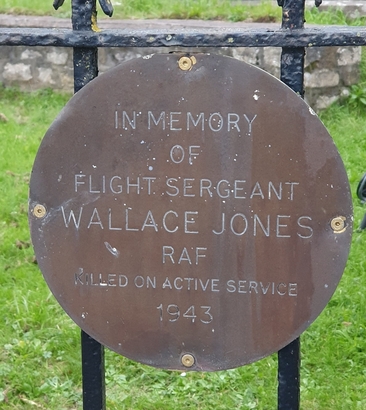 IN MEMORY
OF
FLIGHT SERGEANT
WALLACE JONES
RAF
KILLED ON ACTIVE SERVICE
1943